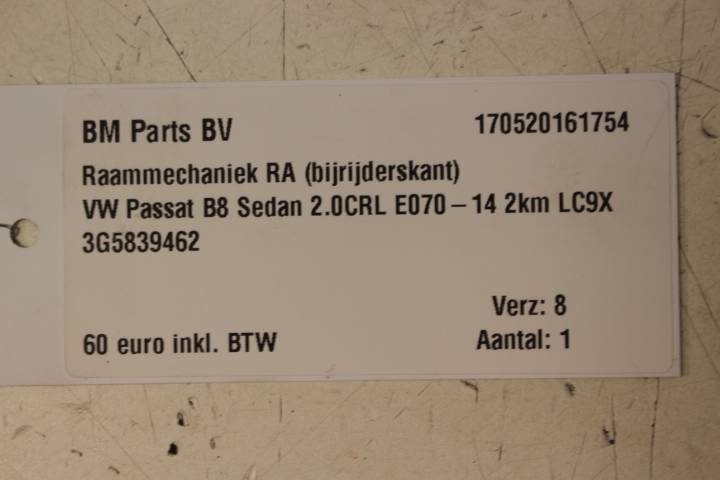 BM Parts BV 170520161754
Raammechaniek RA (bijrijderskant)
VW Passat B8 Sedan 2.0CRL E070-14 2km LC9X
3G5839462
Verz: 8
60 euro inkl. BTW Aantal: 1